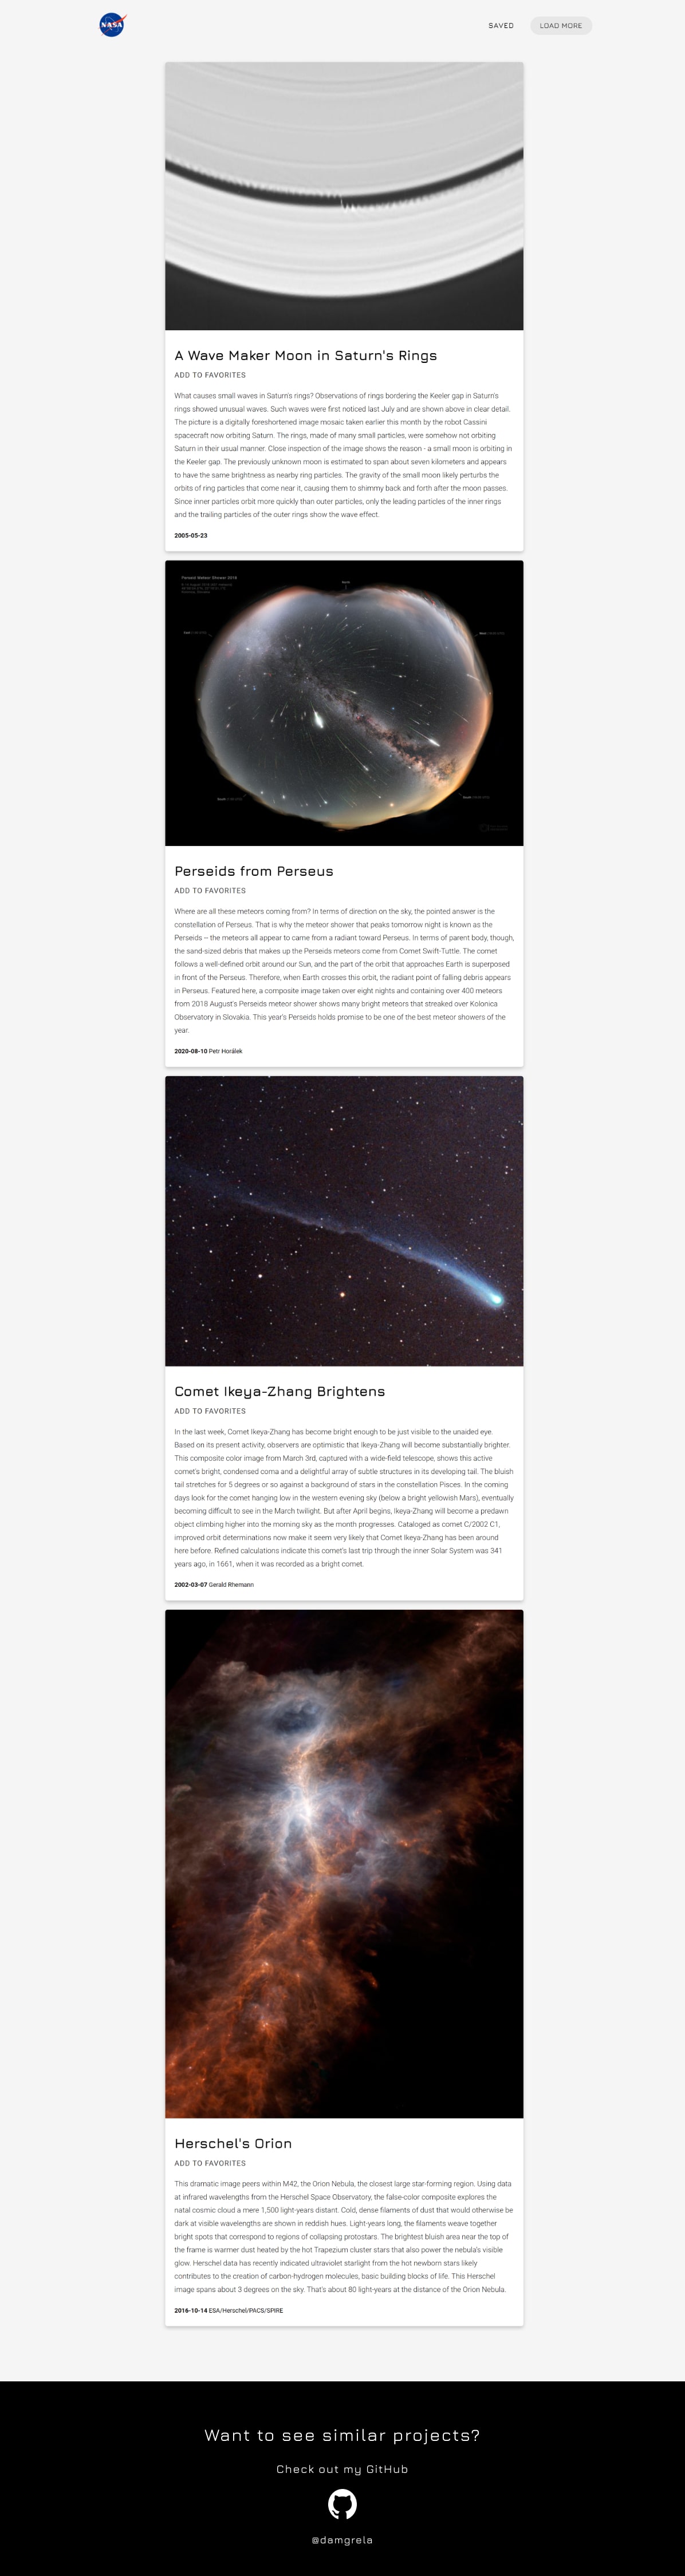 NASA
SAVED
LOAD MORE
A Wave Maker Moon in Saturn's Rings
ADD TO FAVORITES
What causes small waves in Saturn's rings? Observations of rings bordering the Keeler gap in Saturn's
rings showed unusual waves. Such waves were first noticed last July and are shown above in clear detail.
The picture is a digitally foreshortened image mosaic taken earlier this month by the robot Cassini
spacecraft now orbiting Saturn. The rings, made of many small particles, were somehow not orbiting
Saturn in their usual manner. Close inspection of the image shows the reason - a small moon is orbiting in
the Keeler gap. The previously unknown moon is estimated to span about seven kilometers and appears
to have the same brightness as nearby ring particles. The gravity of the small moon likely perturbs the
orbits of ring particles that come near it, causing them to shimmy back and forth after the moon passes.
Since inner particles orbit more quickly than outer particles, only the leading particles of the inner rings
and the trailing particles of the outer rings show the wave effect.
2005-05-23
Perseid Meteor Shower 2018
North
Perseids from Perseus
ADD TO FAVORITES
Where are all these meteors coming from? In terms of direction on the sky, the pointed answer is the
constellation of Perseus. That is why the meteor shower that peaks tomorrow night is known as the
Perseids -- the meteors all appear to came from a radiant toward Perseus. In terms of parent body, though,
the sand-sized debris that makes up the Perseids meteors come from Comet Swift-Tuttle. The comet
follows a well-defined orbit around our Sun, and the part of the orbit that approaches Earth is superposed
in front of the Perseus. Therefore, when Earth crosses this orbit, the radiant point of falling debris appears
in Perseus. Featured here, a composite image taken over eight nights and containing over 400 meteors
from 2018 August's Perseids meteor shower shows many bright meteors that streaked over Kolonica
Observatory in Slovakia. This year's Perseids holds promise to be one of the best meteor showers of the
year.
2020-08-10 Petr Horálek
Comet Ikeya-Zhang Brightens
ADD TO FAVORITES
In the last week, Comet Ikeya-Zhang has become bright enough to be just visible to the unaided eye.
Based on its present activity, observers are optimistic that Ikeya-Zhang will become substantially brighter.
This composite color image from March 3rd, captured with a wide-field telescope, shows this active
comet's bright, condensed coma and a delightful array of subtle structures in its developing tail. The bluish
tail stretches for 5 degrees or so against a background of stars in the constellation Pisces. In the coming
days look for the comet hanging low in the western evening sky (below a bright yellowish Mars), eventually
becoming difficult to see in the March twilight. But after April begins, Ikeya-Zhang will become a predawn
object climbing higher into the morning sky as the month progresses. Cataloged as comet C/2002 C1,
improved orbit determinations now make it seem very likely that Comet Ikeya-Zhang has been around
here before. Refined calculations indicate this comet's last trip through the inner Solar System was 341
years ago, in 1661, when it was recorded as a bright comet.
2002-03-07 Gerald Rhemann
Herschel's Orion
ADD TO FAVORITES
This dramatic image peers within M42, the Orion Nebula, the closest large star-forming region. Using data
at infrared wavelengths from the Herschel Space Observatory, the false-color composite explores the
natal cosmic cloud a mere 1,500 light-years distant. Cold, dense filaments of dust that would otherwise be
dark at visible wavelengths are shown in reddish hues. Light-years long, the filaments weave together
bright spots that correspond to regions of collapsing protostars. The brightest bluish area near the top of
the frame is warmer dust heated by the hot Trapezium cluster stars that also power the nebula's visible
glow. Herschel data has recently indicated ultraviolet starlight from the hot newborn stars likely
contributes to the creation of carbon-hydrogen molecules, basic building blocks of life. This Herschel
image spans about 3 degrees on the sky. That's about 80 light-years at the distance of the Orion Nebula.
2016-10-14 ESA/Herschel/PACS/SPIRE
Want to see similar projects?
Check out my GitHub
@damgrela